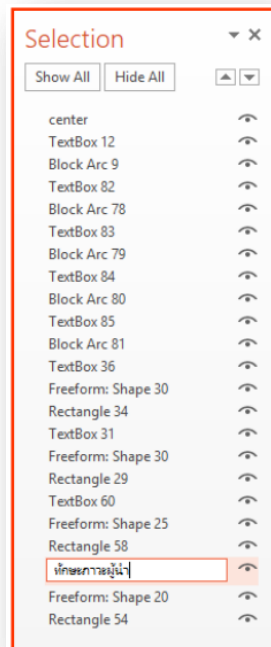 Selection
Show All Hide All
center
TextBox 12
Block Arc 9
TextBox 82
Block Arc 78
TextBox 83
Block Arc 79
TextBox 84
Block Arc 80
TextBox 85
Block Arc 81
TextBox 36
Freeform: Shape 30
Rectangle 34
TextBox 31
Freeform: Shape 30
Rectangle 29
TextBox 60
Freeform: Shape 25
Rectangle 58
ทักษะภาวะผู้นำ
Freeform: Shape 20
Rectangle 54